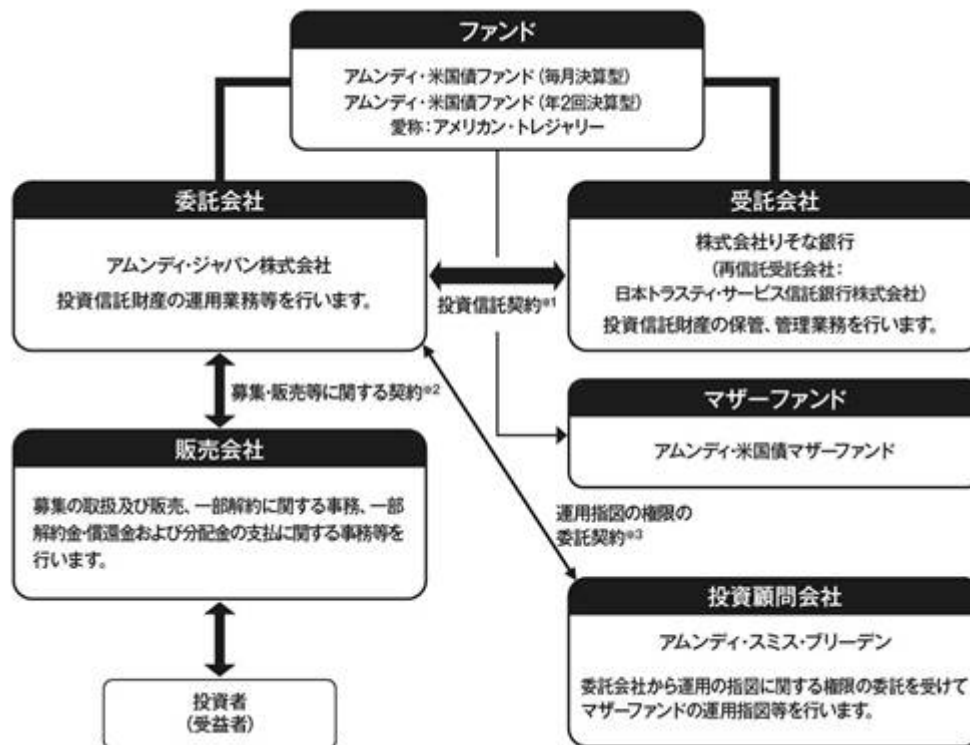 ファンド
アムンディ・米国債ファンド(毎月決算型)
アムンディ・米国債ファンド(年2回決算型)
愛称:アメリカン・トレジャリー
委託会社
アムンディ・ジャパン株式会社
投資信託財産の運用業務等を行います。
投資信託契約※1
受託会社
株式会社りそな銀行
(再信託受託会社:
日本トラスティ・サービス信託銀行株式会社)
投資信託財産の保管、管理業務を行います。
募集・販売等に関する契約※2
マザーファンド
アムンディ・米国債マザーファンド
販売会社
募集の取扱及び販売、一部解約に関する事務、一部
解約金・償還金および分配金の支払に関する事務等を
行います。
運用指図の権限の
委託契約※3
投資顧問会社
アムンディ・スミス・ブリーデン
委託会社から運用の指図に関する権限の委託を受けて
マザーファンドの運用指図等を行います。
投資者
(受益者)